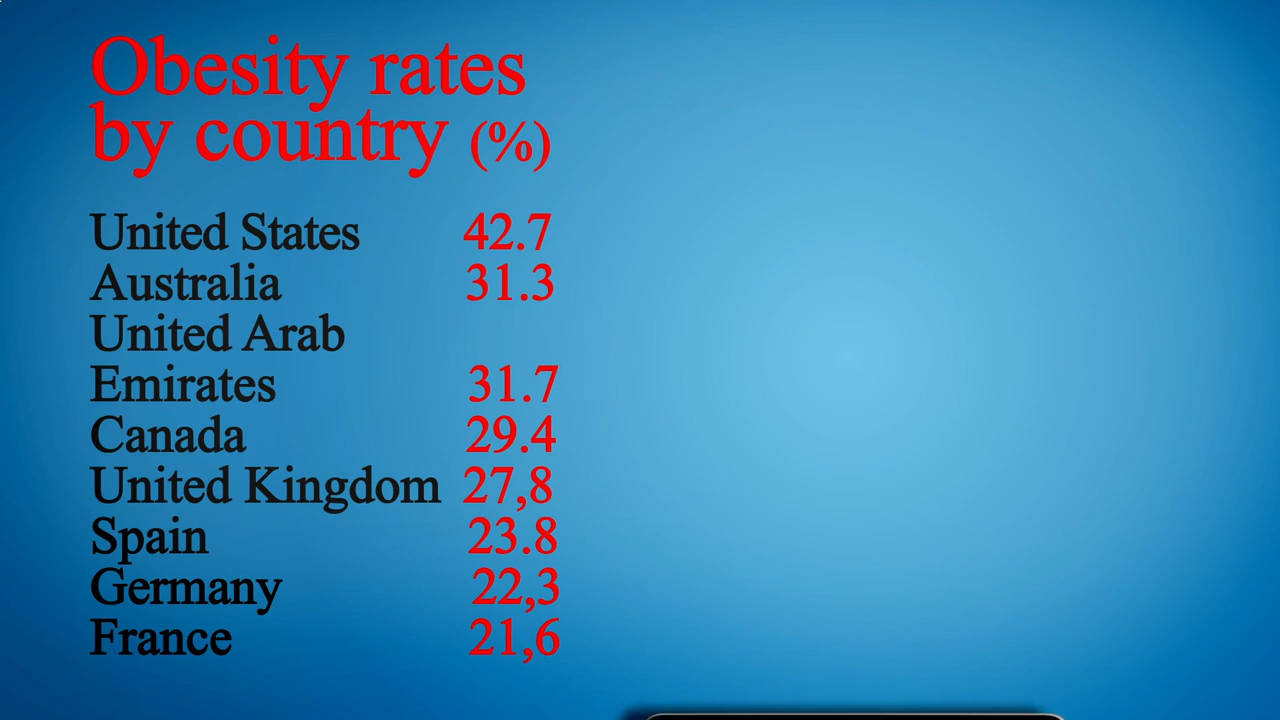 Obesity rates
by country (%)
United States 42.7
Australia 31.3
United Arab
Emirates 31.7
Canada 29.4
United Kingdom 27,8
Spain 23.8
Germany 22,3
France 21,6